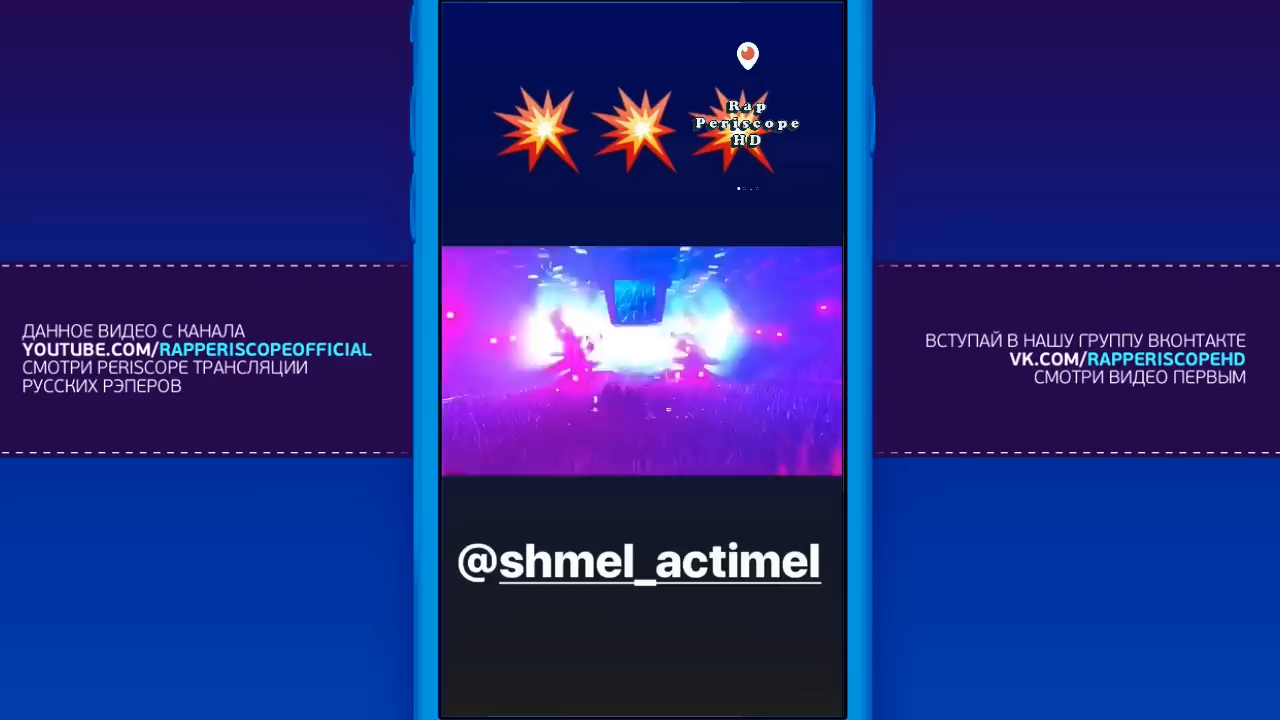 Rap
Periscope
HD
ДАННОЕ ВИДЕО С КАНАЛА
YOUTUBE.COM/RAPPERISCOPEOFFICIAL
СМОТРИ PERISCOPE ТРАНСЛЯЦИИ
РУССКИХ РЭПЕРОВ
ВСТУПАЙ В НАШУ ГРУППУ ВКОНТАКТЕ
VK.COM/RAPPERISCOPEHD
СМОТРИ ВИДЕО ПЕРВЫМ
@shmel_actimel